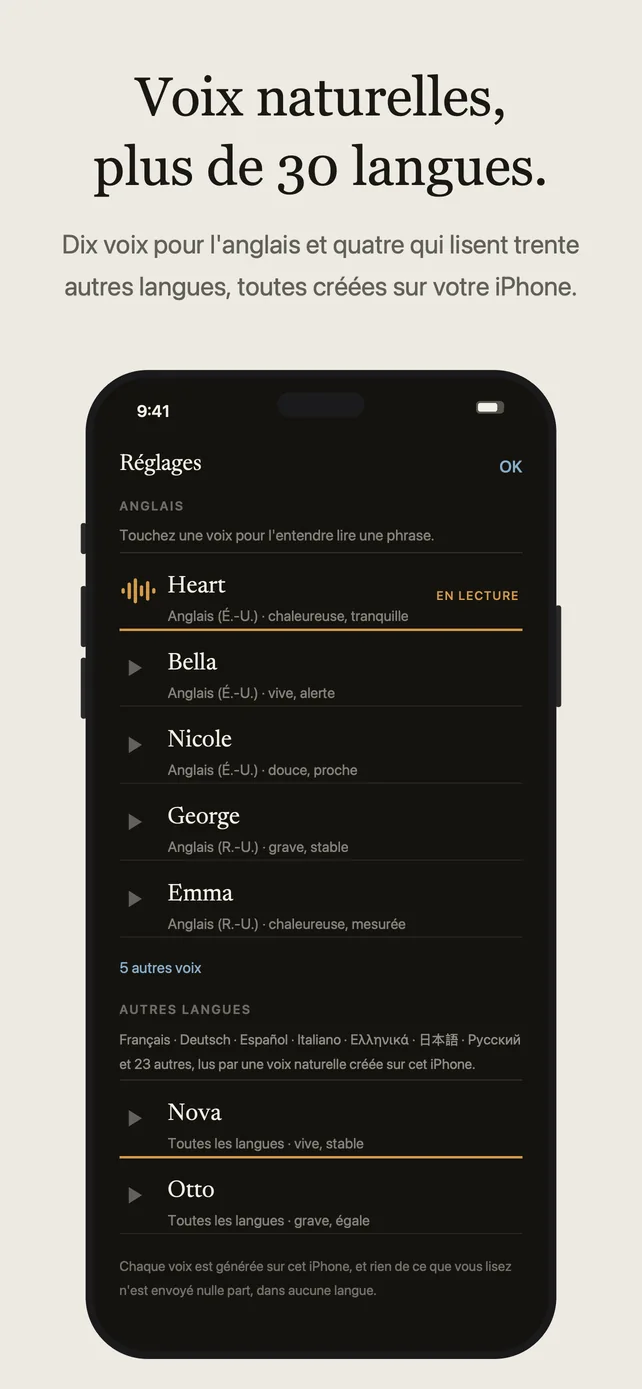 Voix naturelles,
plus de 30 langues.
Dix voix pour l'anglais et quatre qui lisent trente
autres langues, toutes créées sur votre iPhone.
9:41
Réglages
OK
ANGLAIS
Touchez une voix pour l'entendre lire une phrase.
Heart
EN LECTURE
Anglais (É.-U.) · chaleureuse, tranquille
Bella
Anglais (É.-U.) · vive, alerte
Nicole
Anglais (É.-U.) · douce, proche
George
Anglais (R.-U.) · grave, stable
Emma
Anglais (R.-U.) · chaleureuse, mesurée
5 autres voix
AUTRES LANGUES
Français · Deutsch · Español · Italiano · Ελληνικά · 日本語 · Русский
et 23 autres, lus par une voix naturelle créée sur cet iPhone.
Nova
Toutes les langues · vive, stable
Otto
Toutes les langues · grave, égale
Chaque voix est générée sur cet iPhone, et rien de ce que vous lisez
n'est envoyé nulle part, dans aucune langue.